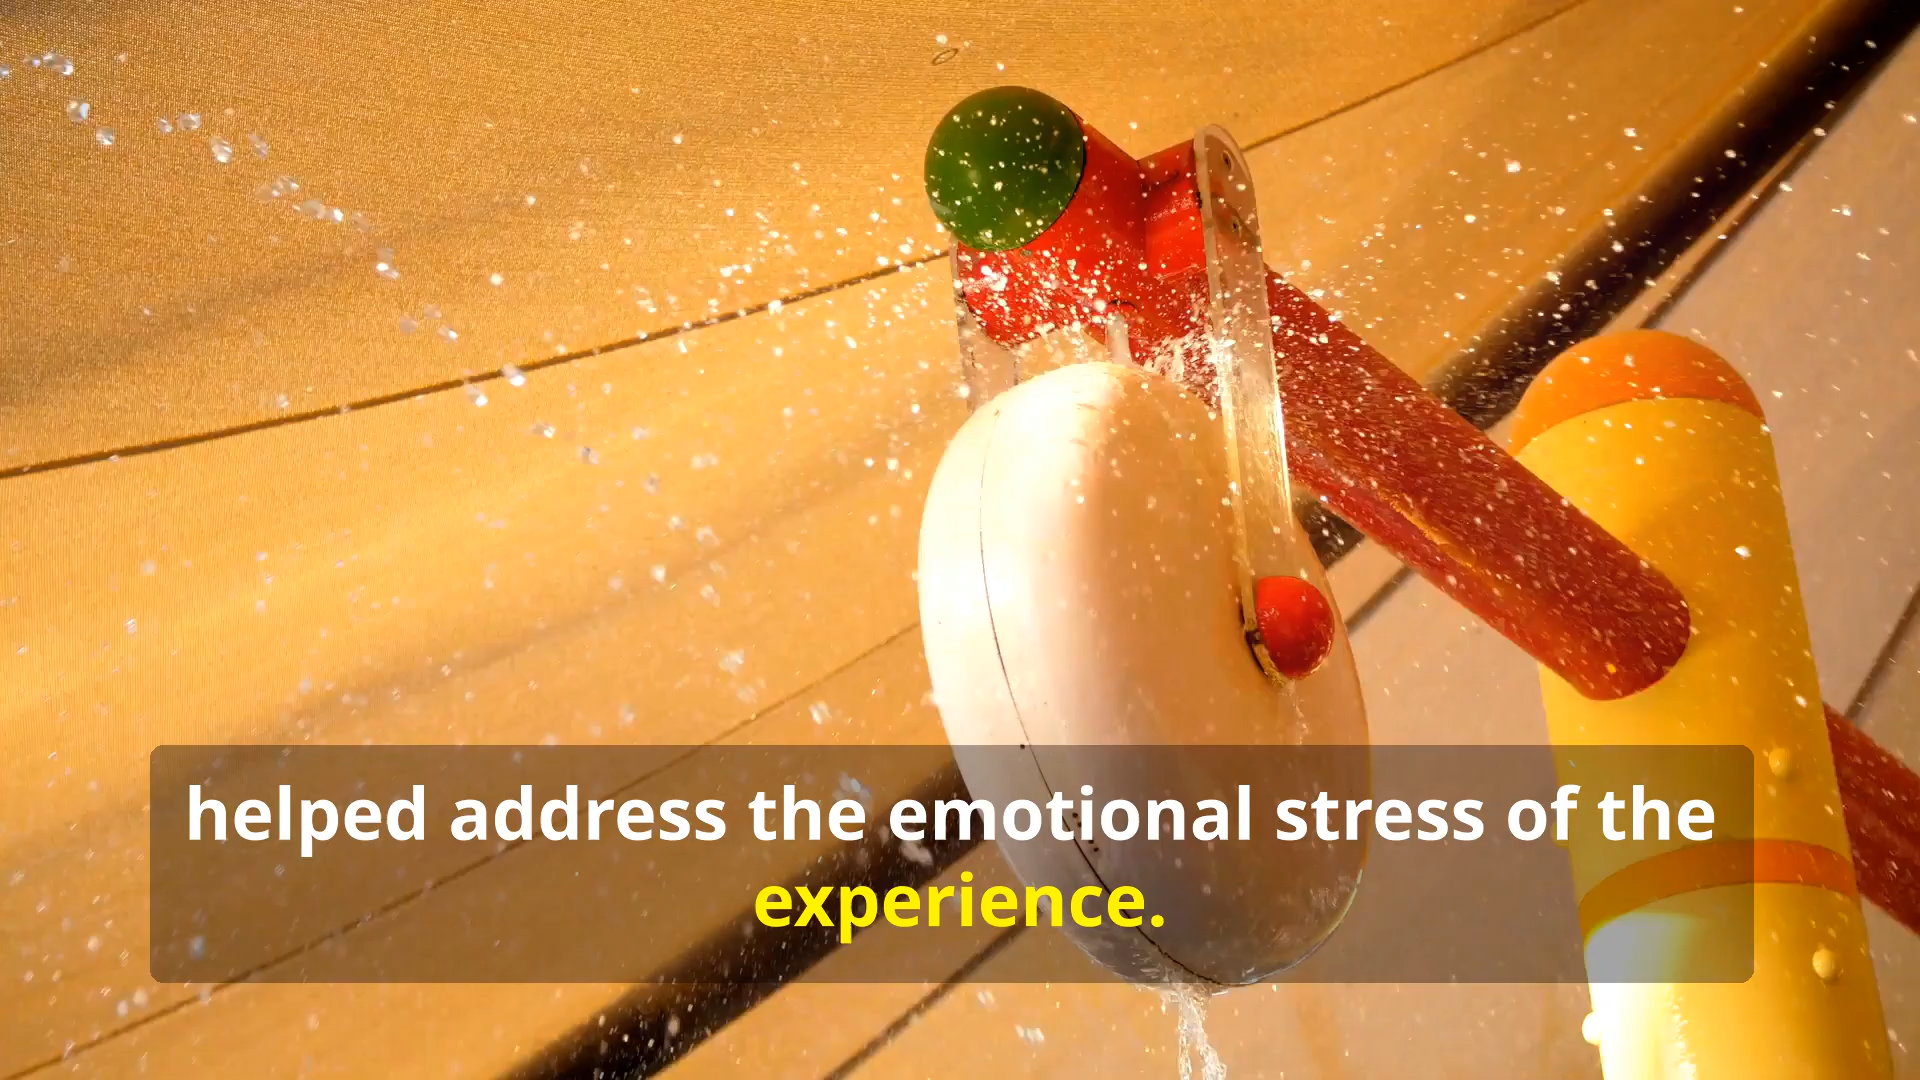 helped address the emotional stress of the
experience.